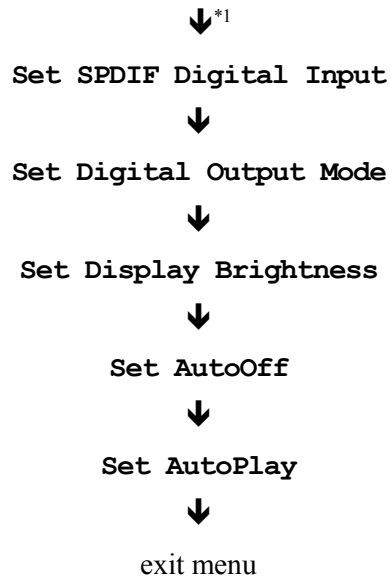 🡻*1
Set SPDIF Digital Input
🡻
Set Digital Output Mode
🡻
Set Display Brightness
🡻
Set AutoOff
🡻
Set AutoPlay
🡻
exit menu